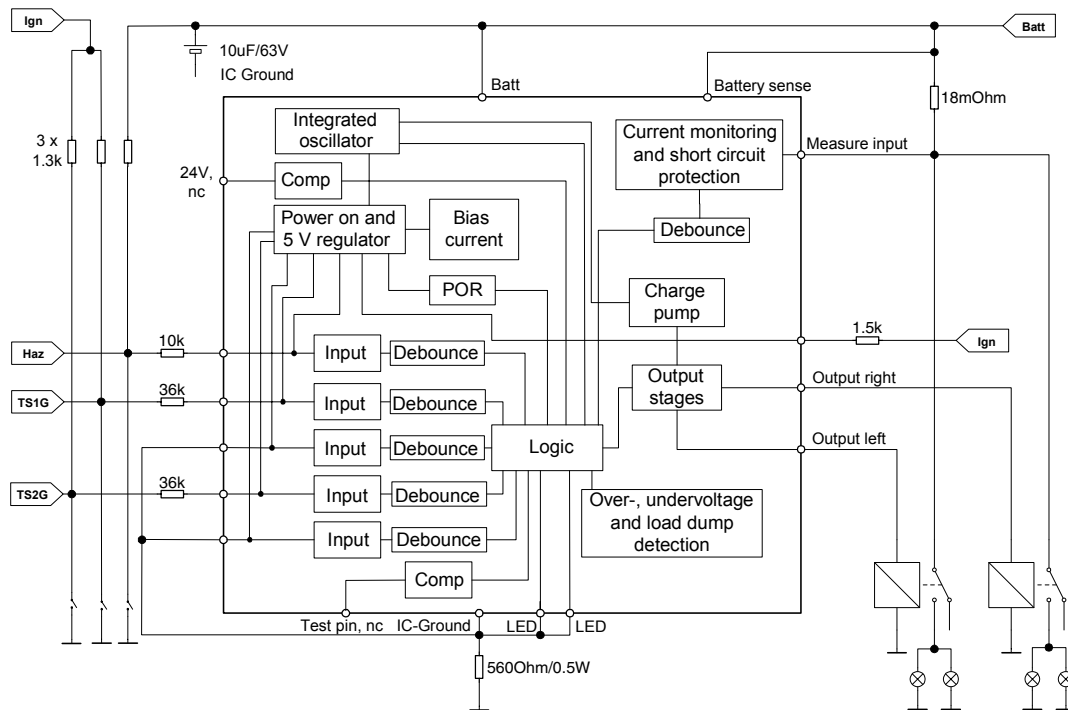 Ign
Batt
10uF/63V
IC Ground
Batt
Battery sense
18mOhm
3 x
1.3k
Integrated
oscillator
Current monitoring
and short circuit
protection
Measure input
24V,
nc
Comp
Power on and
5 V regulator
Bias
current
Debounce
POR
Charge
pump
1.5k
Ign
Haz
10k
Input
Debounce
Output
stages
Output right
TS1G
36k
Input
Debounce
Input
Debounce
Logic
Output left
TS2G
36k
Input
Debounce
Over-, undervoltage
and load dump
detection
Input
Debounce
Comp
Test pin, nc
IC-Ground
LED
LED
560Ohm/0.5W